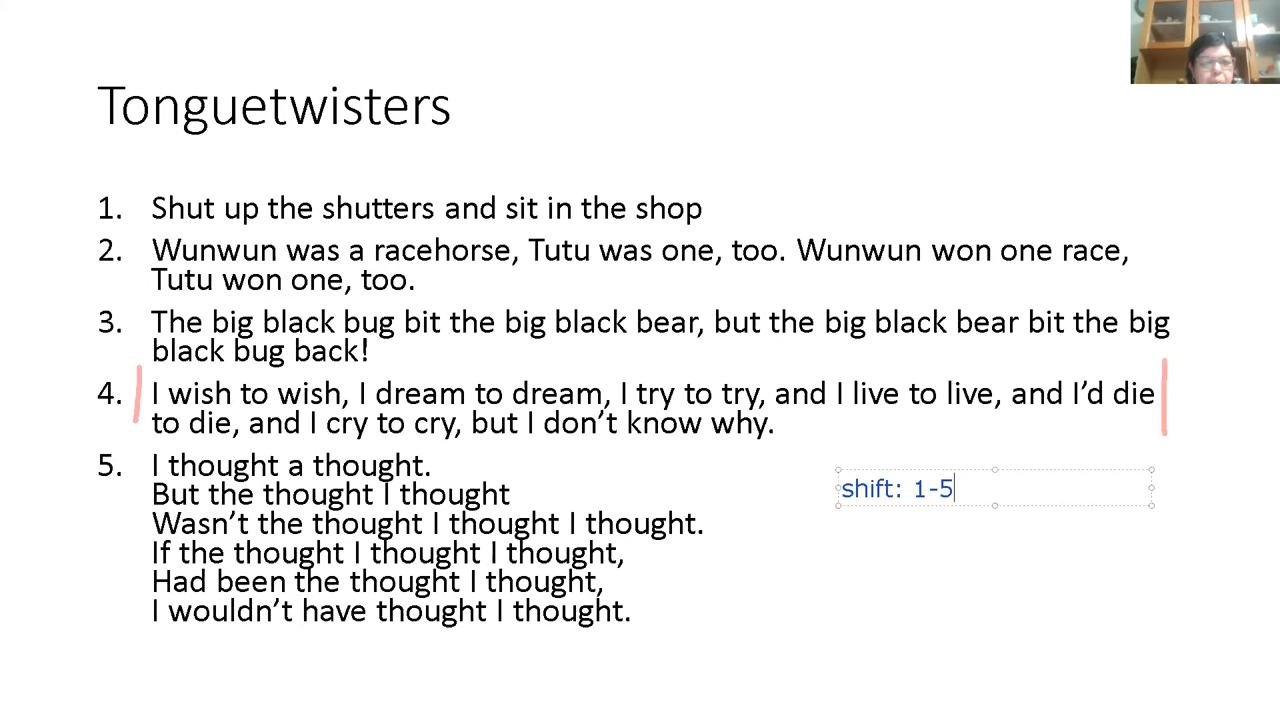 Tonguetwisters
1. Shut up the shutters and sit in the shop
2. Wunwun was a racehorse, Tutu was one, too. Wunwun won one race,
Tutu won one, too.
3. The big black bug bit the big black bear, but the big black bear bit the big
black bug back!
4. I wish to wish, I dream to dream, I try to try, and I live to live, and I’d die
to die, and I cry to cry, but I don’t know why.
5. I thought a thought.
But the thought I thought
Wasn’t the thought I thought I thought.
If the thought I thought I thought,
Had been the thought I thought,
I wouldn’t have thought I thought.
shift: 1-5